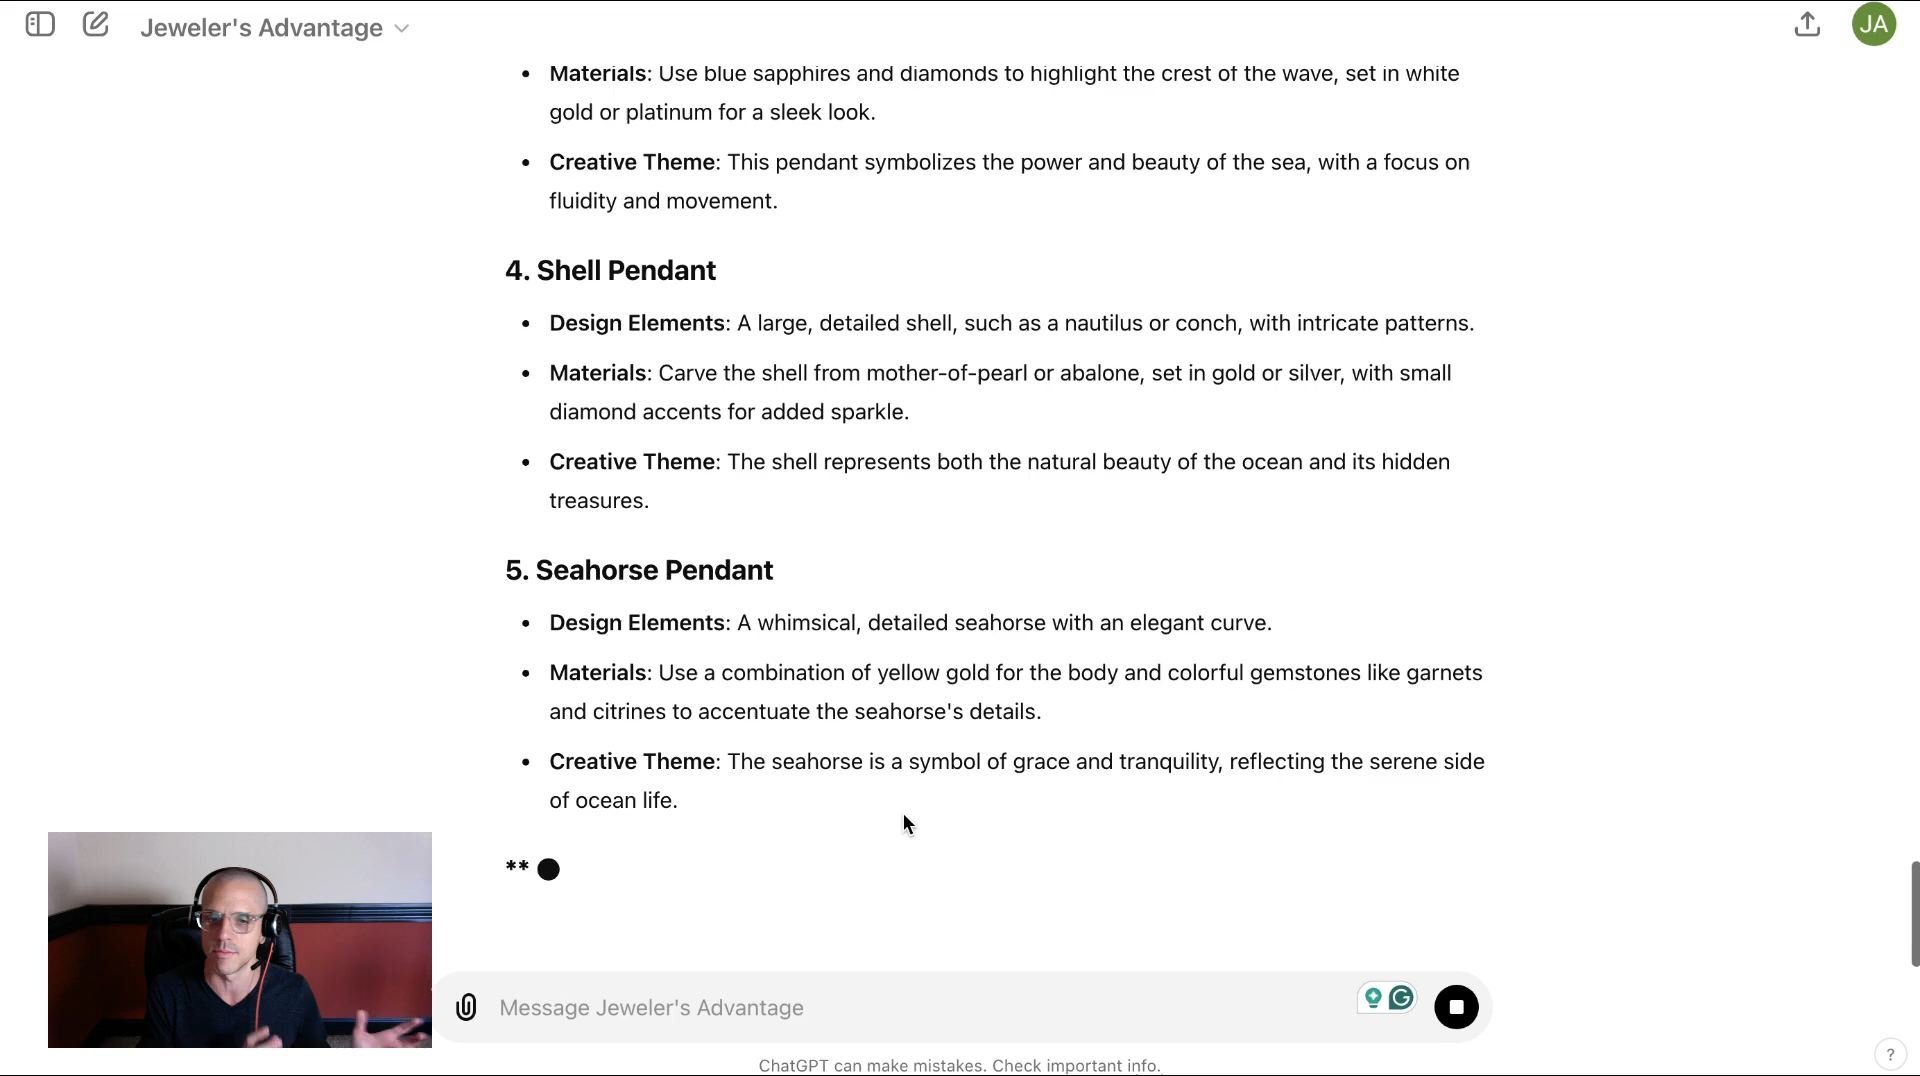 Jeweler's Advantage
JA
Materials: Use blue sapphires and diamonds to highlight the crest of the wave, set in white
gold or platinum for a sleek look.
Creative Theme: This pendant symbolizes the power and beauty of the sea, with a focus on
fluidity and movement.
4. Shell Pendant
Design Elements: A large, detailed shell, such as a nautilus or conch, with intricate patterns.
Materials: Carve the shell from mother-of-pearl or abalone, set in gold or silver, with small
diamond accents for added sparkle.
Creative Theme: The shell represents both the natural beauty of the ocean and its hidden
treasures.
5. Seahorse Pendant
Design Elements: A whimsical, detailed seahorse with an elegant curve.
Materials: Use a combination of yellow gold for the body and colorful gemstones like garnets
and citrines to accentuate the seahorse's details.
Creative Theme: The seahorse is a symbol of grace and tranquility, reflecting the serene side
of ocean life.
**
Message Jeweler's Advantage
ChatGPT can make mistakes. Check important info.
?